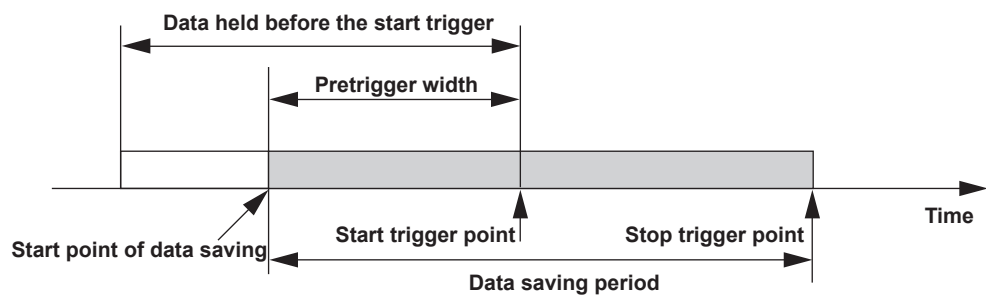 Data held before the start trigger
Pretrigger width
Time
Start point of data saving
Start trigger point
Stop trigger point
Data saving period